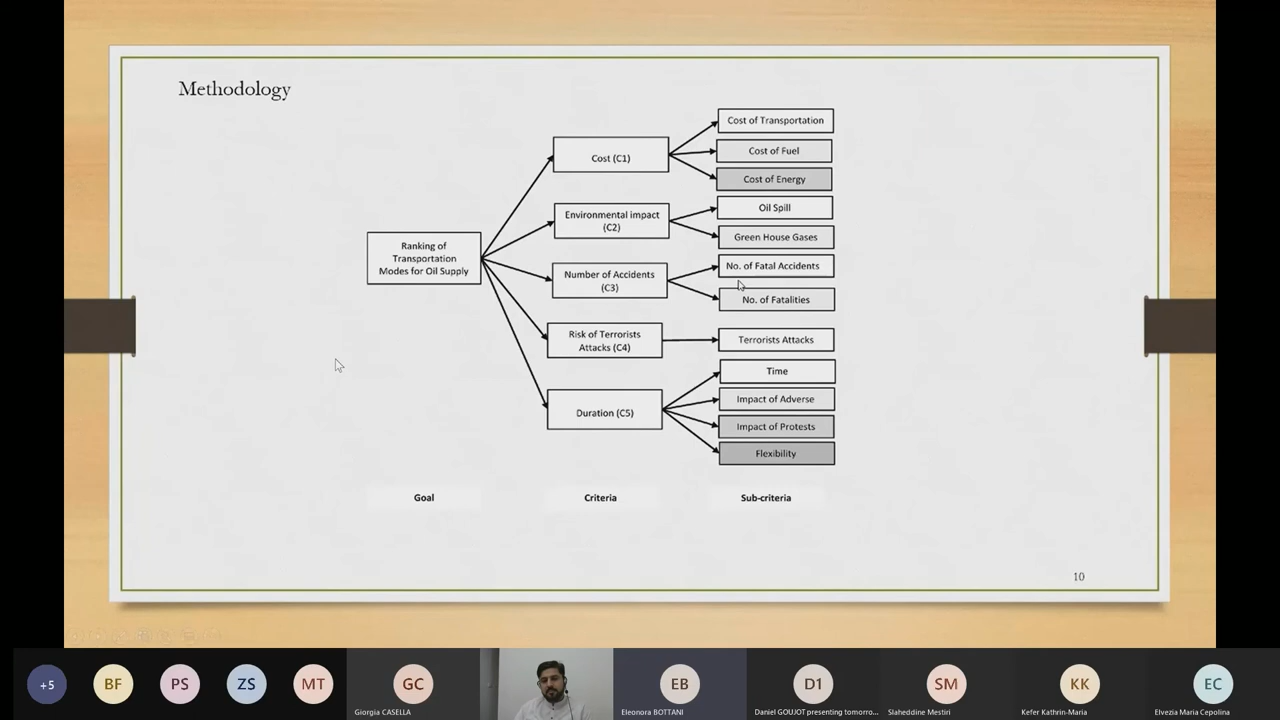 Methodology
Ranking of
Transportation
Modes for Oil Supply
Cost (C1)
Environmental impact
(C2)
Number of Accidents
(C3)
Risk of Terrorists
Attacks (C4)
Duration (C5)
Cost of Transportation
Cost of Fuel
Cost of Energy
Oil Spill
Green House Gases
No. of Fatal Accidents
No. of Fatalities
Terrorists Attacks
Time
Impact of Adverse
Impact of Protests
Flexibility
Goal
Criteria
Sub-criteria
10
+5
BF
PS
ZS
MT
GC
Giorgia CASELLA
EB
Eleonora BOTTANI
D1
Daniel GOUJOT presenting tomorro...
SM
Slaheddine Mestiri
KK
Kefer Kathrin-Maria
EC
Elvezia Maria Cepolina